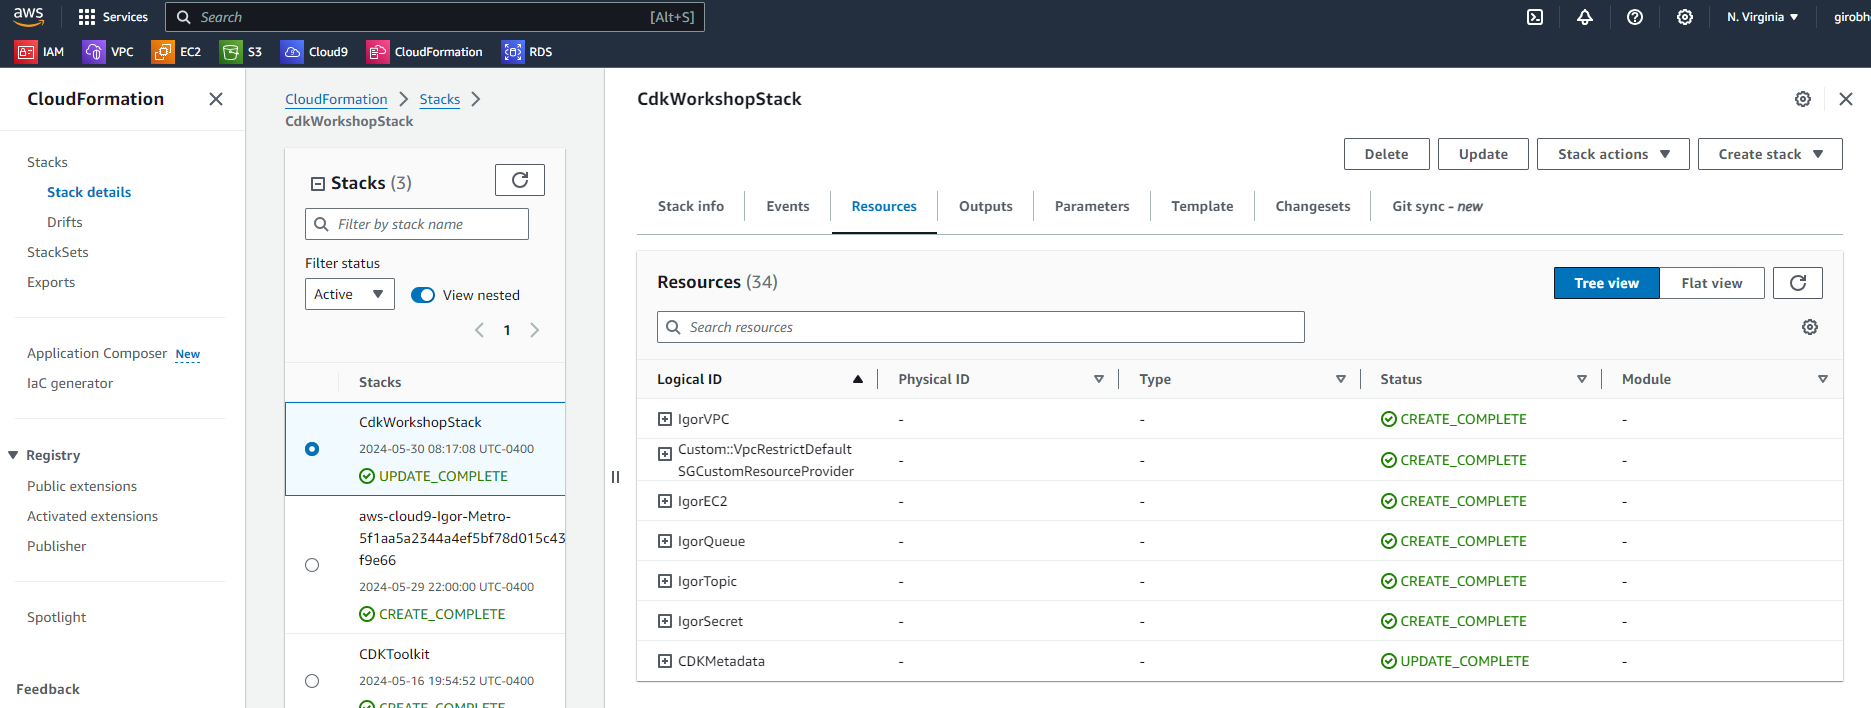 aws
Services
Search
[Alt+S]
N. Virginia
IAM
VPC
EC2
S3
Cloud9
CloudFormation
RDS
CloudFormation
Stacks
Stack details
Drifts
StackSets
Exports
Application Composer New
IaC generator
Registry
Public extensions
Activated extensions
Publisher
Spotlight
Feedback
CloudFormation
Stacks
CdkWorkshopStack
Stacks (3)
Filter by stack name
Filter status
Active
View nested
1
Stacks
CdkWorkshopStack
2024-05-30 08:17:08 UTC-0400
UPDATE_COMPLETE
aws-cloud9-Igor-Metro-
5f1aa5a2344a4ef5bf78d015c43
f9e66
2024-05-29 22:00:00 UTC-0400
CREATE_COMPLETE
CDKToolkit
2024-05-16 19:54:52 UTC-0400
CREATE_COMPLETE
CdkWorkshopStack
Delete
Update
Stack actions
Create stack
Stack info
Events
Resources
Outputs
Parameters
Template
Changesets
Git sync - new
Resources (34)
Tree view
Flat view
Search resources
Logical ID
Physical ID
Type
Status
Module
IgorVPC - - CREATE_COMPLETE -
Custom::VpcRestrictDefault
SGCustomResourceProvider - - CREATE_COMPLETE -
IgorEC2 - - CREATE_COMPLETE -
IgorQueue - - CREATE_COMPLETE -
IgorTopic - - CREATE_COMPLETE -
IgorSecret - - CREATE_COMPLETE -
CDKMetadata - - UPDATE_COMPLETE -